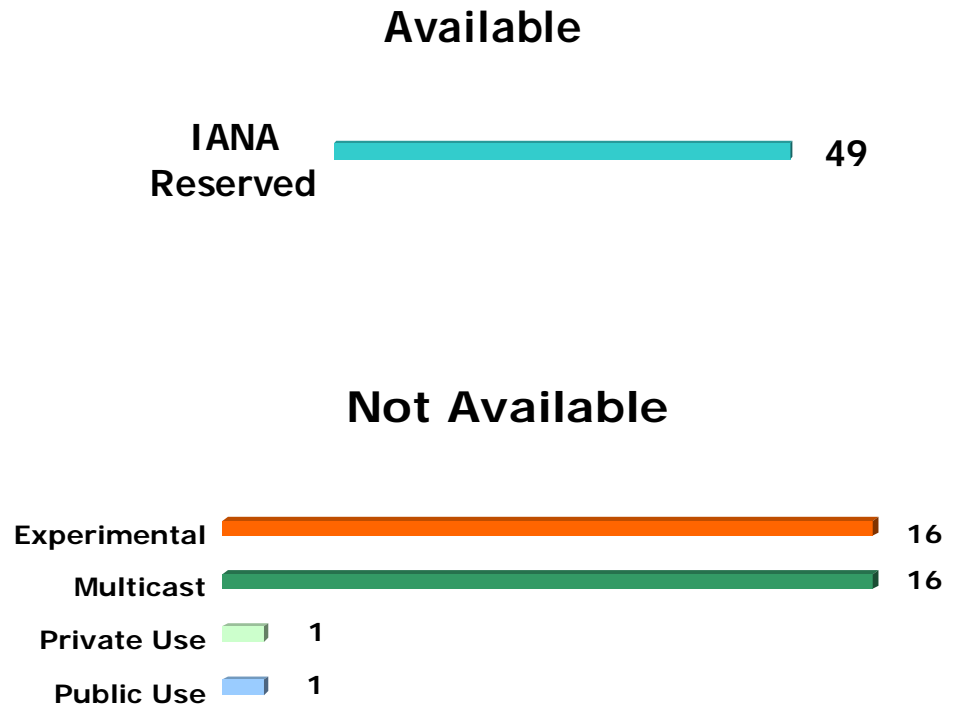 Available
IANA
Reserved
49
Not Available
Experimental 16
Multicast 16
Private Use 1
Public Use 1